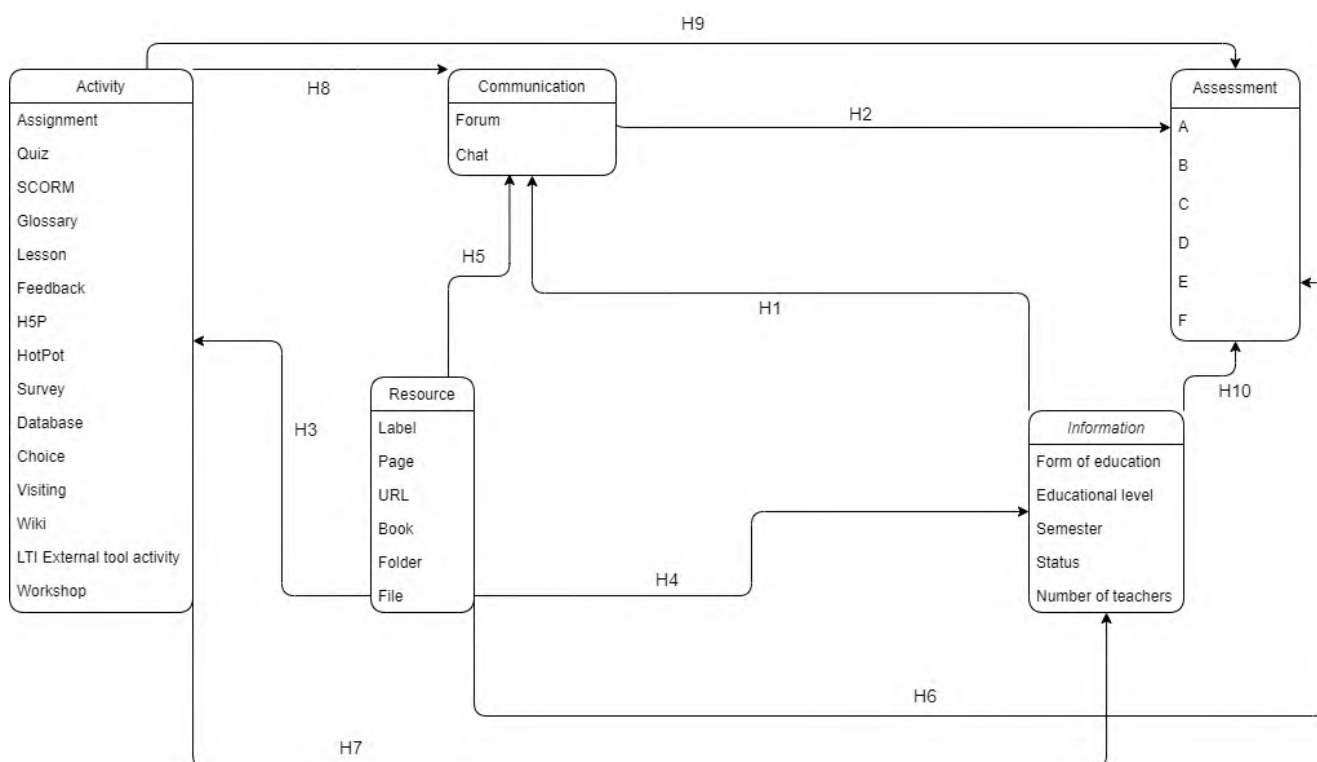 H9
Activity
Assignment
Quiz
SCORM
Glossary
Lesson
Feedback
H5P
HotPot
Survey
Database
Choice
Visiting
Wiki
LTI External tool activity
Workshop
H8
Communication
Forum
Chat
H2
Assessment
A
B
C
D
E
F
H5
H1
H3
Resource
Label
Page
URL
Book
Folder
File
H4
H10
Information
Form of education
Educational level
Semester
Status
Number of teachers
H6
H7